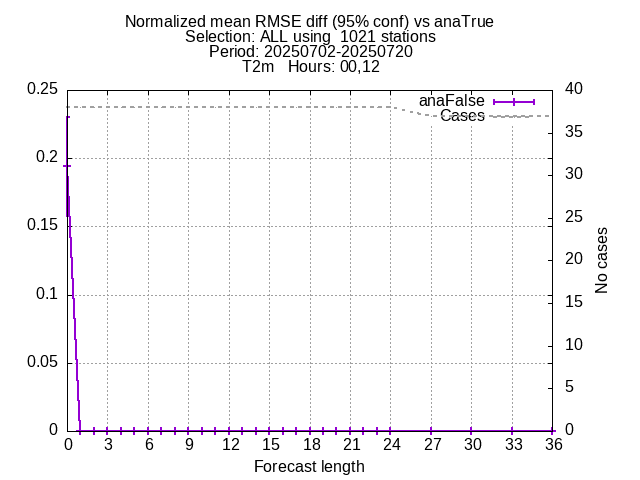 Normalized mean RMSE diff (95% conf) vs anaTrue
Selection: ALL using  1021 stations
Period: 20250702-20250720
T2m   Hours: 00,12
anaFalse
Cases
0.25
0.2
0.15
0.1
0.05
0
40
35
30
25
20
15
10
5
0
No cases
0 3 6 9 12 15 18 21 24 27 30 33 36
Forecast length